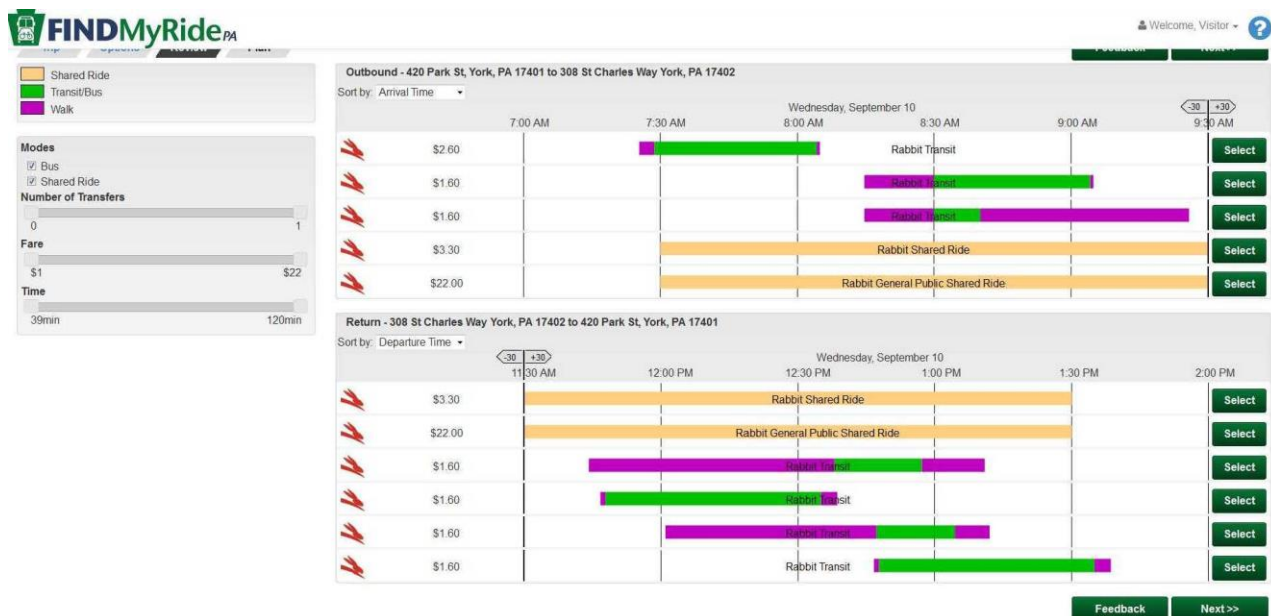 FINDMyRide PA
Welcome, Visitor
?
Trip Options Review Plan
Feedback Next>>
Shared Ride
Transit/Bus
Walk
Modes
Bus
Shared Ride
Number of Transfers
0 1
Fare
$1 $22
Time
39min 120min
Outbound - 420 Park St, York, PA 17401 to 308 St Charles Way York, PA 17402
Sort by: Arrival Time
Wednesday, September 10
-30 +30
7:00 AM 7:30 AM 8:00 AM 8:30 AM 9:00 AM 9:30 AM
$2.60 Rabbit Transit Select
$1.60 Rabbit Transit Select
$1.60 Rabbit Transit Select
$3.30 Rabbit Shared Ride Select
$22.00 Rabbit General Public Shared Ride Select
Return - 308 St Charles Way York, PA 17402 to 420 Park St, York, PA 17401
Sort by: Departure Time
-30 +30
Wednesday, September 10
11:30 AM 12:00 PM 12:30 PM 1:00 PM 1:30 PM 2:00 PM
$3.30 Rabbit Shared Ride Select
$22.00 Rabbit General Public Shared Ride Select
$1.60 Rabbit Transit Select
$1.60 Rabbit Transit Select
$1.60 Rabbit Transit Select
$1.60 Rabbit Transit Select
Feedback Next>>